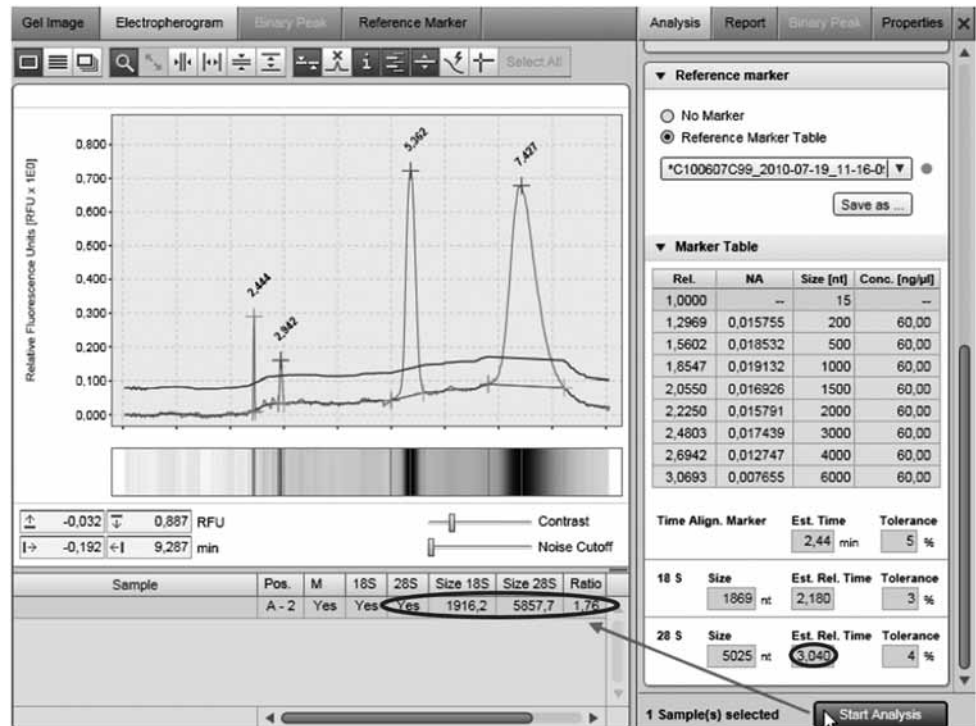 Gel Image Electropherogram Binary Peak Reference Marker
Select All
Relative Fluorescence Units [RFU x 1E0]
0,800
0,700
0,600
0,500
0,400
0,300
0,200
0,100
0,000
2,444
2,942
5,362
7,427
-0,032 0,887 RFU
-0,192 9,287 min
Contrast
Noise Cutoff
Sample Pos. M 18S 28S Size 18S Size 28S Ratio
A - 2 Yes Yes Yes 1916,2 5857,7 1,76
Analysis Report Binary Peak Properties
Reference marker
No Marker
Reference Marker Table
*C100607C99_2010-07-19_11-16-0
Save as ...
Marker Table
Rel. NA Size [nt] Conc. [ng/µl]
1,0000 -- 15 --
1,2969 0,015755 200 60,00
1,5602 0,018532 500 60,00
1,8547 0,019132 1000 60,00
2,0550 0,016926 1500 60,00
2,2250 0,015791 2000 60,00
2,4803 0,017439 3000 60,00
2,6942 0,012747 4000 60,00
3,0693 0,007655 6000 60,00
Time Align. Marker Est. Time Tolerance
2,44 min 5 %
18 S Size Est. Rel. Time Tolerance
1869 nt 2,180 3 %
28 S Size Est. Rel. Time Tolerance
5025 nt 3,040 4 %
1 Sample(s) selected Start Analysis